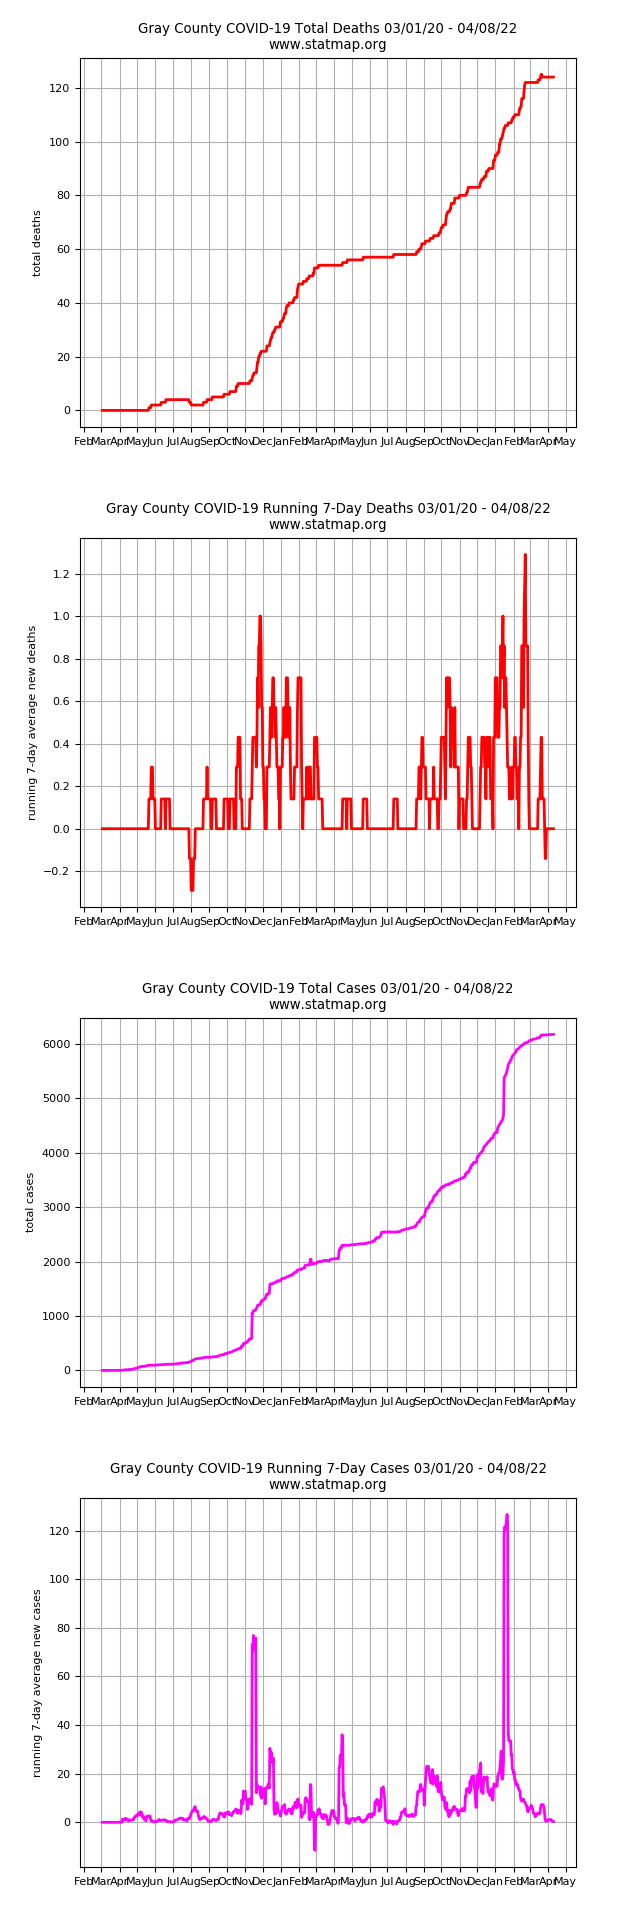 Gray County COVID-19 Total Deaths 03/01/20 - 04/08/22
www.statmap.org
total deaths
120
100
80
60
40
20
0
Feb Mar Apr May Jun Jul Aug Sep Oct Nov Dec Jan Feb Mar Apr May Jun Jul Aug Sep Oct Nov Dec Jan Feb Mar Apr May
Gray County COVID-19 Running 7-Day Deaths 03/01/20 - 04/08/22
www.statmap.org
running 7-day average new deaths
1.2
1.0
0.8
0.6
0.4
0.2
0.0
−0.2
Feb Mar Apr May Jun Jul Aug Sep Oct Nov Dec Jan Feb Mar Apr May Jun Jul Aug Sep Oct Nov Dec Jan Feb Mar Apr May
Gray County COVID-19 Total Cases 03/01/20 - 04/08/22
www.statmap.org
total cases
6000
5000
4000
3000
2000
1000
0
Feb Mar Apr May Jun Jul Aug Sep Oct Nov Dec Jan Feb Mar Apr May Jun Jul Aug Sep Oct Nov Dec Jan Feb Mar Apr May
Gray County COVID-19 Running 7-Day Cases 03/01/20 - 04/08/22
www.statmap.org
running 7-day average new cases
120
100
80
60
40
20
0
Feb Mar Apr May Jun Jul Aug Sep Oct Nov Dec Jan Feb Mar Apr May Jun Jul Aug Sep Oct Nov Dec Jan Feb Mar Apr May